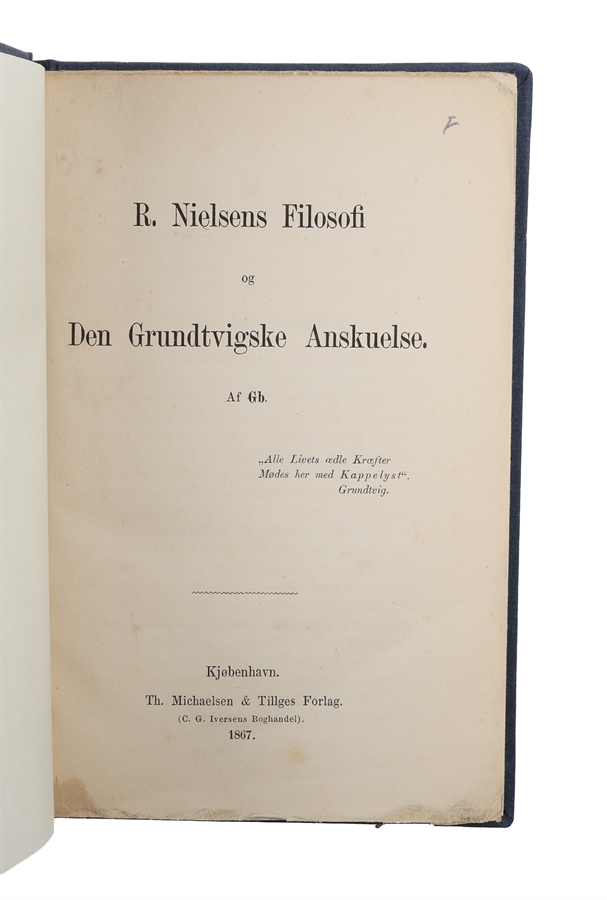 R. Nielsens Filosofi
og
Den Grundtvigske Anskuelse.
Af Gb.
„Alle Livets ædle Kræfter
Mødes her med Kappelyst“.
Grundtvig.
Kjøbenhavn.
Th. Michaelsen & Tillges Forlag.
(C. G. Iversens Boghandel).
1867.